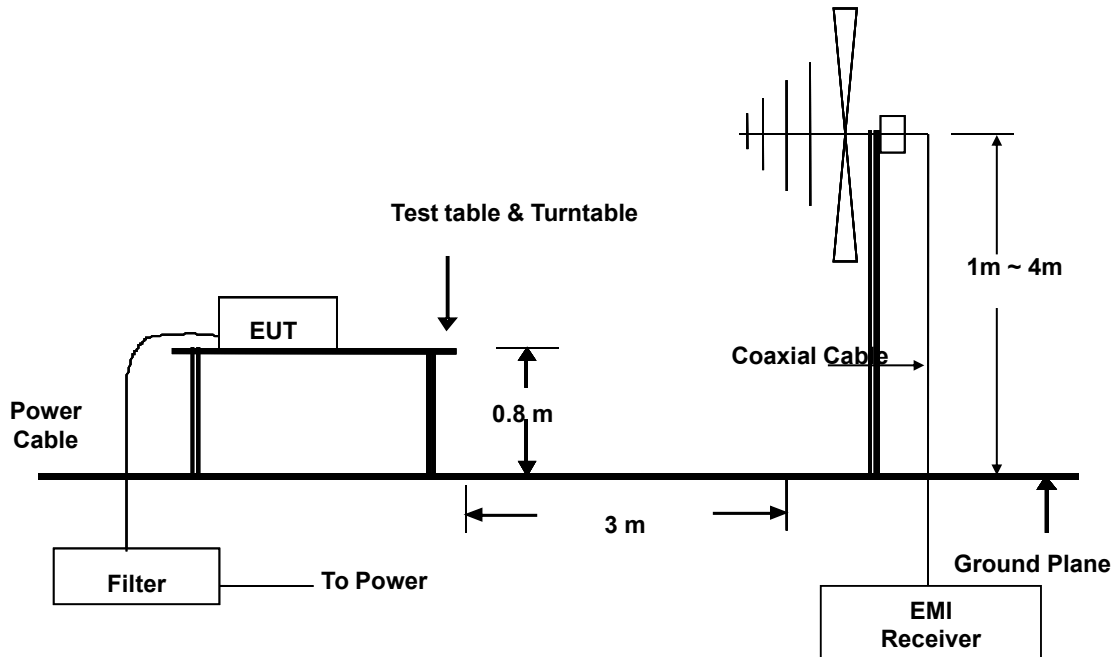 Test table & Turntable
1m ~ 4m
EUT
Coaxial Cable
0.8 m
Power
Cable
3 m
Ground Plane
Filter
To Power
EMI
Receiver